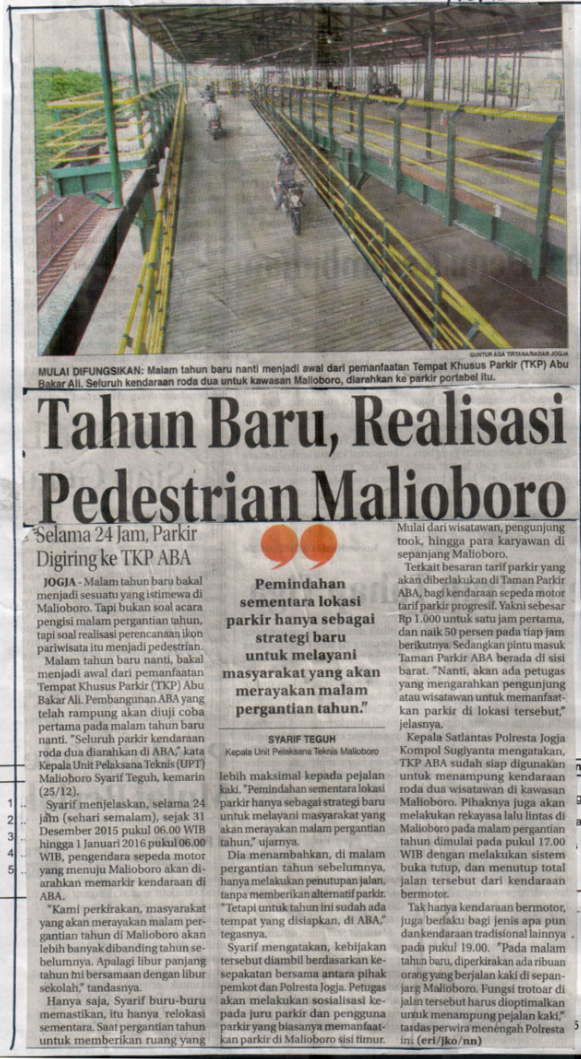 GUNTUR AGA TIRTANA/RADAR JOGJA
MULAI DIFUNGSIKAN: Malam tahun baru nanti menjadi awal dari pemanfaatan Tempat Khusus Parkir (TKP) Abu
Bakar Ali. Seluruh kendaraan roda dua untuk kawasan Malioboro, diarahkan ke parkir portabel itu.
Tahun Baru, Realisasi
Pedestrian Malioboro
Selama 24 Jam, Parkir
Digiring ke TKP ABA
JOGJA - Malam tahun baru bakal
menjadi sesuatu yang istimewa di
Malioboro. Tapi bukan soal acara
pengisi malam pergantian tahun,
tapi soal realisasi perencanaan ikon
pariwisata itu menjadi pedestrian.
Malam tahun baru nanti, bakal
menjadi awal dari pemanfaatan
Tempat Khusus Parkir (TKP) Abu
Bakar Ali. Pembangunan ABA yang
telah rampung akan diuji coba
pertama pada malam tahun baru
nanti. "Seluruh parkir kendaraan
roda dua diarahkan di ABA," kata
Kepala Unit Pelaksana Teknis (UPT)
Malioboro Syarif Teguh, kemarin
(25/12).
Syarif menjelaskan, selama 24
jam (sehari semalam), sejak 31
Desember 2015 pukul 06.00 WIB
hingga 1 Januari 2016 pukul 06.00
WIB, pengendara sepeda motor
yang menuju Malioboro akan di-
arahkan memarkir kendaraan di
ABA.
"Kami perkirakan, masyarakat
yang akan merayakan malam per-
gantian tahun di Malioboro akan
lebih banyak dibanding tahun se-
belumnya. Apalagi libur panjang
tahun ini bersamaan dengan libur
sekolah," tandasnya.
Hanya saja, Syarif buru-buru
memastikan, itu hanya relokasi
sementara. Saat pergantian tahun
untuk memberikan ruang yang
Pemindahan
sementara lokasi
parkir hanya sebagai
strategi baru
untuk melayani
masyarakat yang akan
merayakan malam
pergantian tahun."
SYARIF TEGUH
Kepala Unit Pelaksana Teknis Malioboro
lebih maksimal kepada pejalan
kaki. "Pemindahan sementara lokasi
parkir hanya sebagai strategi baru
untuk melayani masyarakat yang
akan merayakan malam pergantian
tahun," ujarnya.
Dia menambahkan, di malam
pergantian tahun sebelumnya,
hanya melakukan penutupan jalan,
tanpa memberikan alternatif parkir.
"Tetapi untuk tahun ini sudah ada
tempat yang disiapkan, di ABA,"
tegasnya.
Syarif mengatakan, kebijakan
tersebut diambil berdasarkan ke-
sepakatan bersama antara pihak
pemkot dan Polresta Jogja. Petugas
akan melakukan sosialisasi ke-
pada juru parkir dan pengguna
parkir yang biasanya memanfaat-
kan parkir di Malioboro sisi timur.
Mulai dari wisatawan, pengunjung
took, hingga para karyawan di
sepanjang Malioboro.
Terkait besaran tarif parkir yang
akan diberlakukan di Taman Parkir
ABA, bagi kendaraan sepeda motor
tarif parkir progresif. Yakni sebesar
Rp 1.000 untuk satu jam pertama,
dan naik 50 persen pada tiap jam
berikutnya. Sedangkan pintu masuk
Taman Parkir ABA berada di sisi
barat. "Nanti, akan ada petugas
yang mengarahkan pengunjung
atau wisatawan untuk memanfaat-
kan parkir di lokasi tersebut,"
jelasnya.
Kepala Satlantas Polresta Jogja
Kompol Sugiyanta mengatakan,
TKP ABA sudah siap digunakan
untuk menampung kendaraan
roda dua wisatawan di kawasan
Malioboro. Pihaknya juga akan
melakukan rekayasa lalu lintas di
Malioboro pada malam pergantian
tahun dimulai pada pukul 17.00
WIB dengan melakukan sistem
buka tutup, dan menutup total
jalan tersebut dari kendaraan
bermotor.
Tak hanya kendaraan bermotor,
juga berlaku bagi jenis apa pun
dan kendaraan tradisional lainnya
pada pukul 19.00. "Pada malam
tahun baru, diperkirakan ada ribuan
orang yang berjalan kaki di sepan-
jang Malioboro. Fungsi trotoar di
jalan tersebut harus dioptimalkan
untuk menampung pejalan kaki,"
tandas perwira menengah Polresta
ini. (eri/jko/nn)
1
2
3
4
5